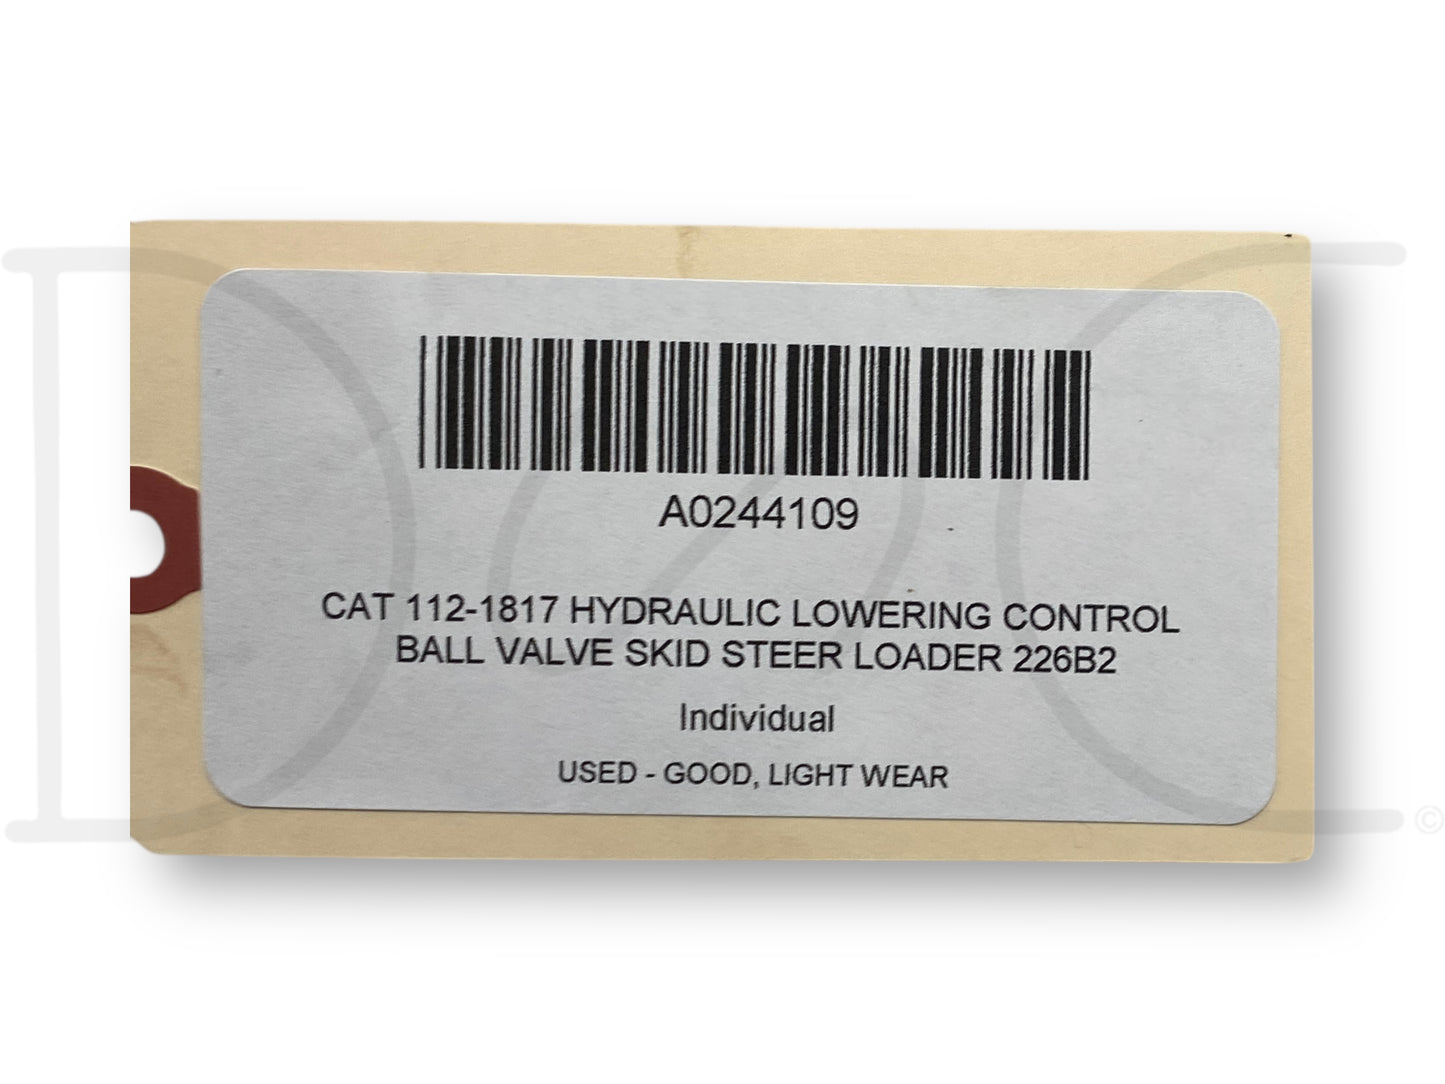 A0244109
CAT 112-1817 HYDRAULIC LOWERING CONTROL
BALL VALVE SKID STEER LOADER 226B2
Individual
USED - GOOD, LIGHT WEAR
©